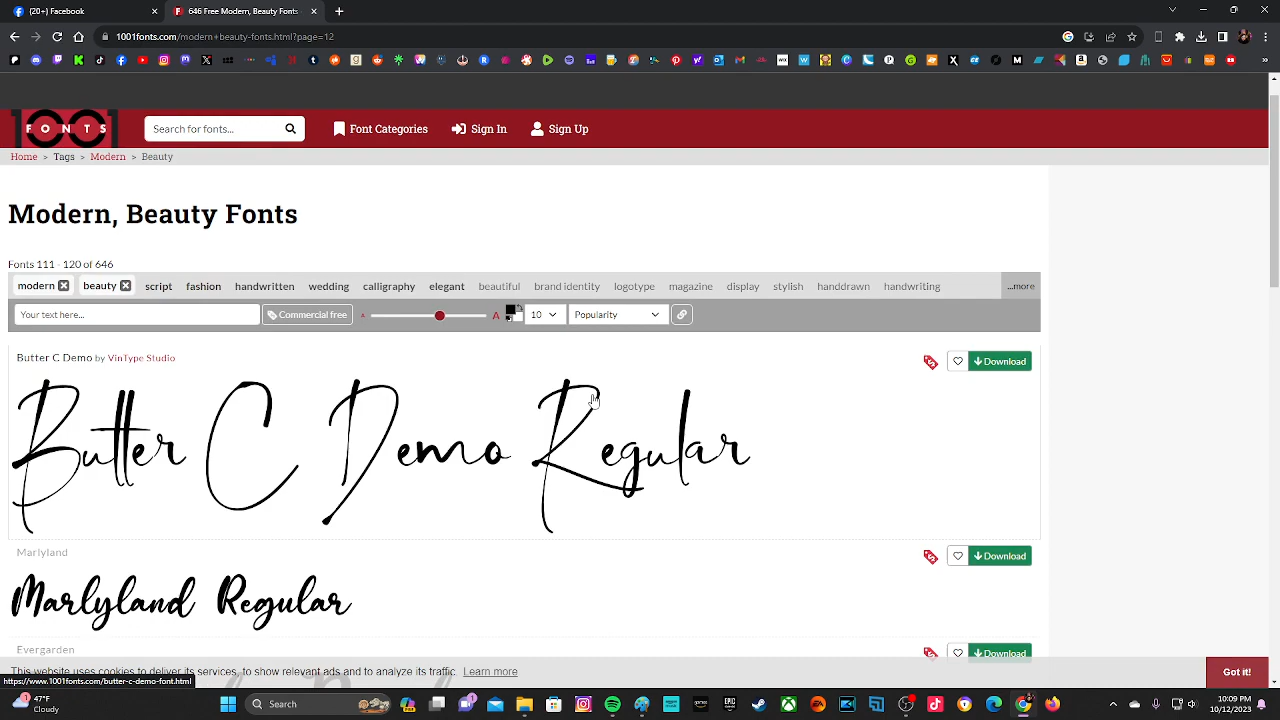 (20+) Facebook
646 Free Modern, Beauty Fonts
1001fonts.com/modern+beauty-fonts.html?page=12
1001
FONTS
Search for fonts...
Font Categories
Sign In
Sign Up
Home > Tags > Modern > Beauty
Modern, Beauty Fonts
Fonts 111 - 120 of 646
modern beauty script fashion handwritten wedding calligraphy elegant beautiful brand identity logotype magazine display stylish handdrawn handwriting ...more
Your text here... Commercial free A A 10 Popularity
Butter C Demo by VinType Studio
Download
Butter C Demo Regular
Marlyland
Download
Marlyland Regular
Evergarden
Download
This website uses cookies to deliver its services, to show relevant ads and to analyze its traffic. Learn more
Got it!
https://www.1001fonts.com/butter-c-demo-font.html
47°F
Cloudy
Search
10:09 PM
10/12/2023